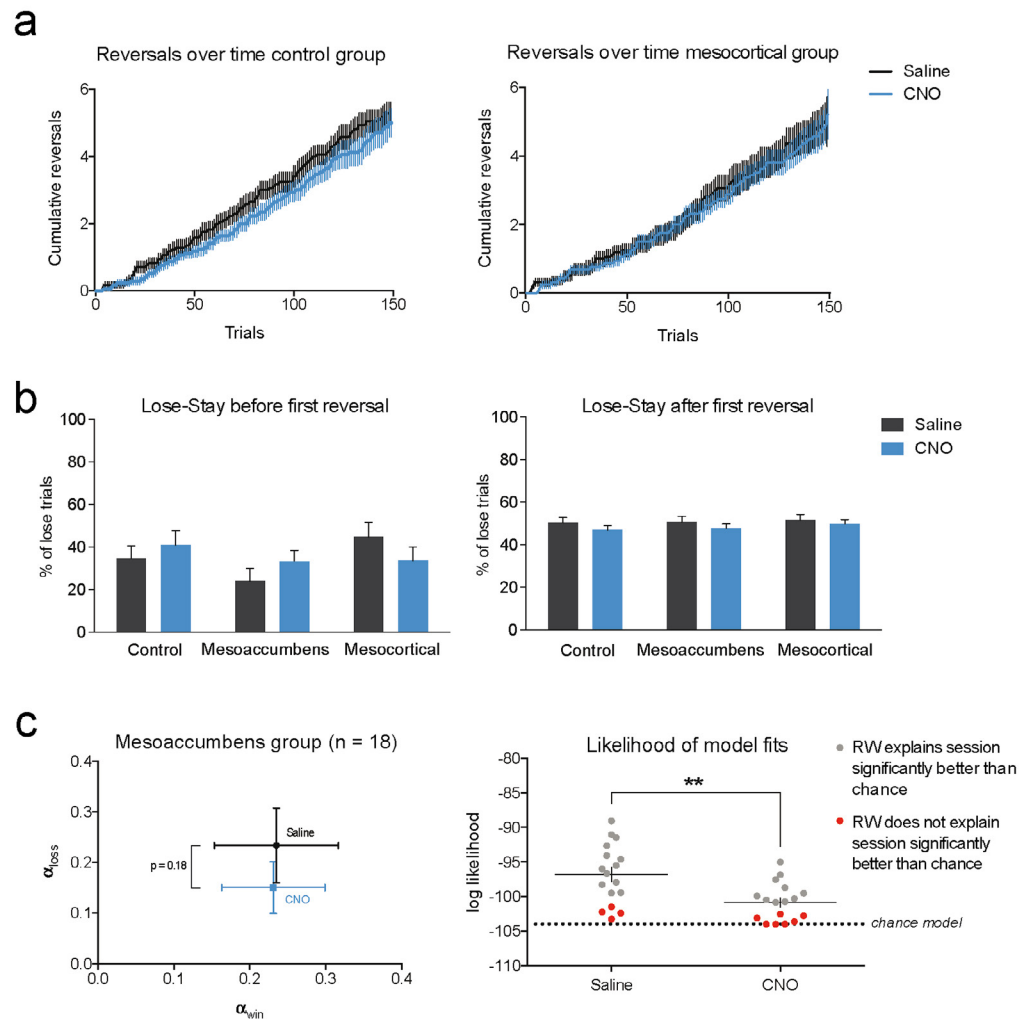 a
Reversals over time control group
Reversals over time mesocortical group
Saline
CNO
Cumulative reversals
6
4
2
0
0
50
100
150
Trials
Cumulative reversals
6
4
2
0
0
50
100
150
Trials
b
Lose-Stay before first reversal
Lose-Stay after first reversal
Saline
CNO
% of lose trials
100
80
60
40
20
0
Control
Mesoaccumbens
Mesocortical
% of lose trials
100
80
60
40
20
0
Control
Mesoaccumbens
Mesocortical
c
Mesoaccumbens group (n = 18)
αloss
0.4
0.3
0.2
0.1
0.0
p = 0.18
Saline
CNO
0.0
0.1
0.2
0.3
0.4
αwin
Likelihood of model fits
log likelihood
-80
-85
-90
-95
-100
-105
-110
**
chance model
Saline
CNO
RW explains session
significantly better than
chance
RW does not explain
session significantly
better than chance